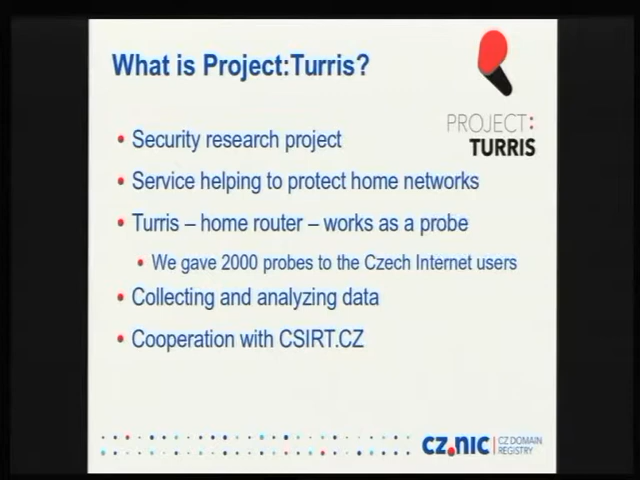 What is Project:Turris?
PROJECT:
TURRIS
• Security research project
• Service helping to protect home networks
• Turris – home router – works as a probe
• We gave 2000 probes to the Czech Internet users
• Collecting and analyzing data
• Cooperation with CSIRT.CZ
CZ.NIC | CZ DOMAIN
REGISTRY